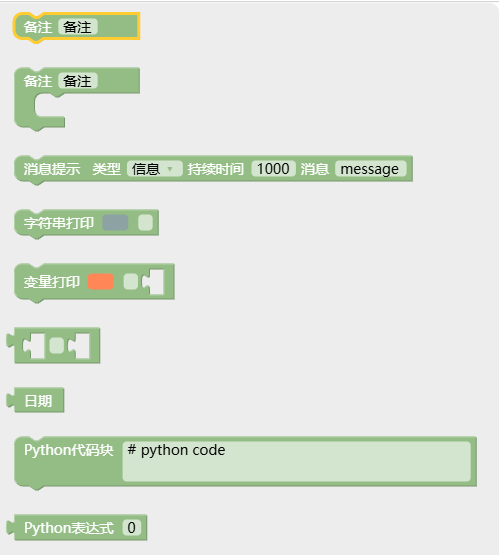 备注 备注
备注 备注
消息提示 类型 信息 持续时间 1000 消息 message
字符串打印
变量打印
日期
Python代码块 # python code
Python表达式 0